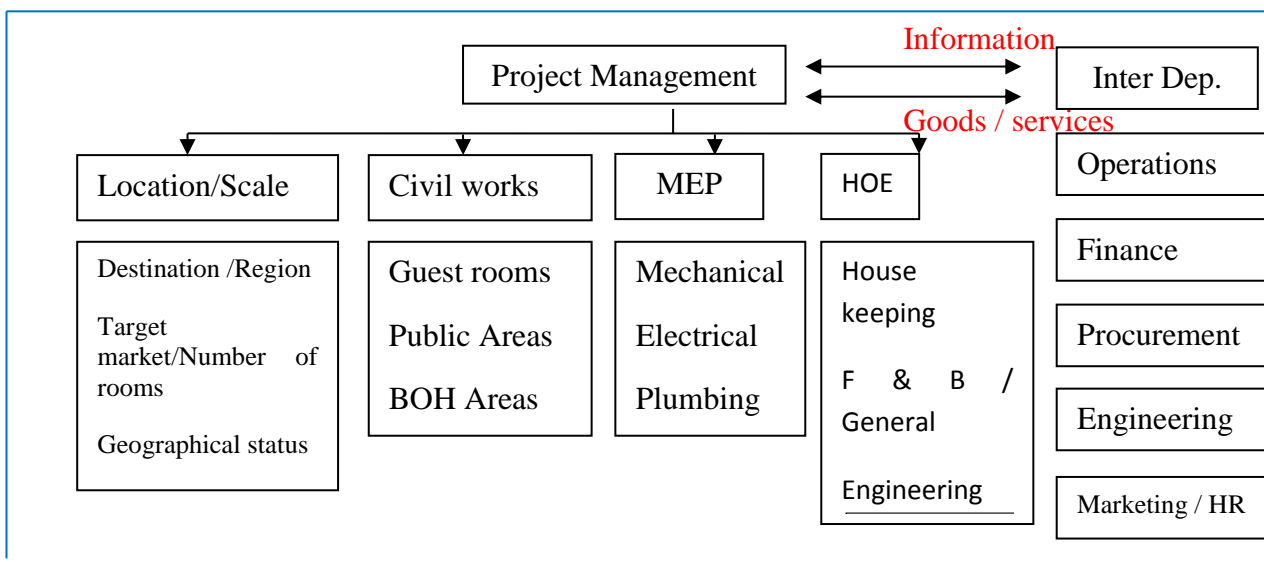 Information
Project Management
Inter Dep.
Goods / services
Location/Scale
Civil works
MEP
HOE
Operations
Destination /Region
Target
market/Number of
rooms
Geographical status
Guest rooms
Public Areas
BOH Areas
Mechanical
Electrical
Plumbing
House
keeping
F & B /
General
Engineering
Finance
Procurement
Engineering
Marketing / HR